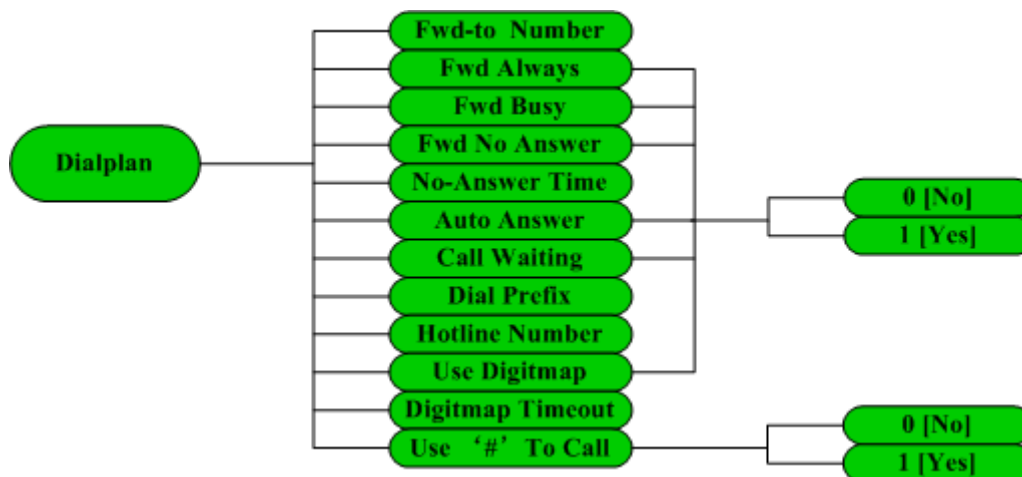 Dialplan
Fwd-to Number
Fwd Always
Fwd Busy
Fwd No Answer
No-Answer Time
Auto Answer
Call Waiting
Dial Prefix
Hotline Number
Use Digitmap
Digitmap Timeout
Use ‘#’ To Call
0 [No]
1 [Yes]
0 [No]
1 [Yes]